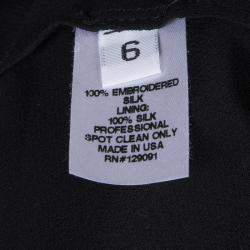 6
100% EMBROIDERED
SILK
LINING:
100% SILK
PROFESSIONAL
SPOT CLEAN ONLY
MADE IN USA
RN#129091